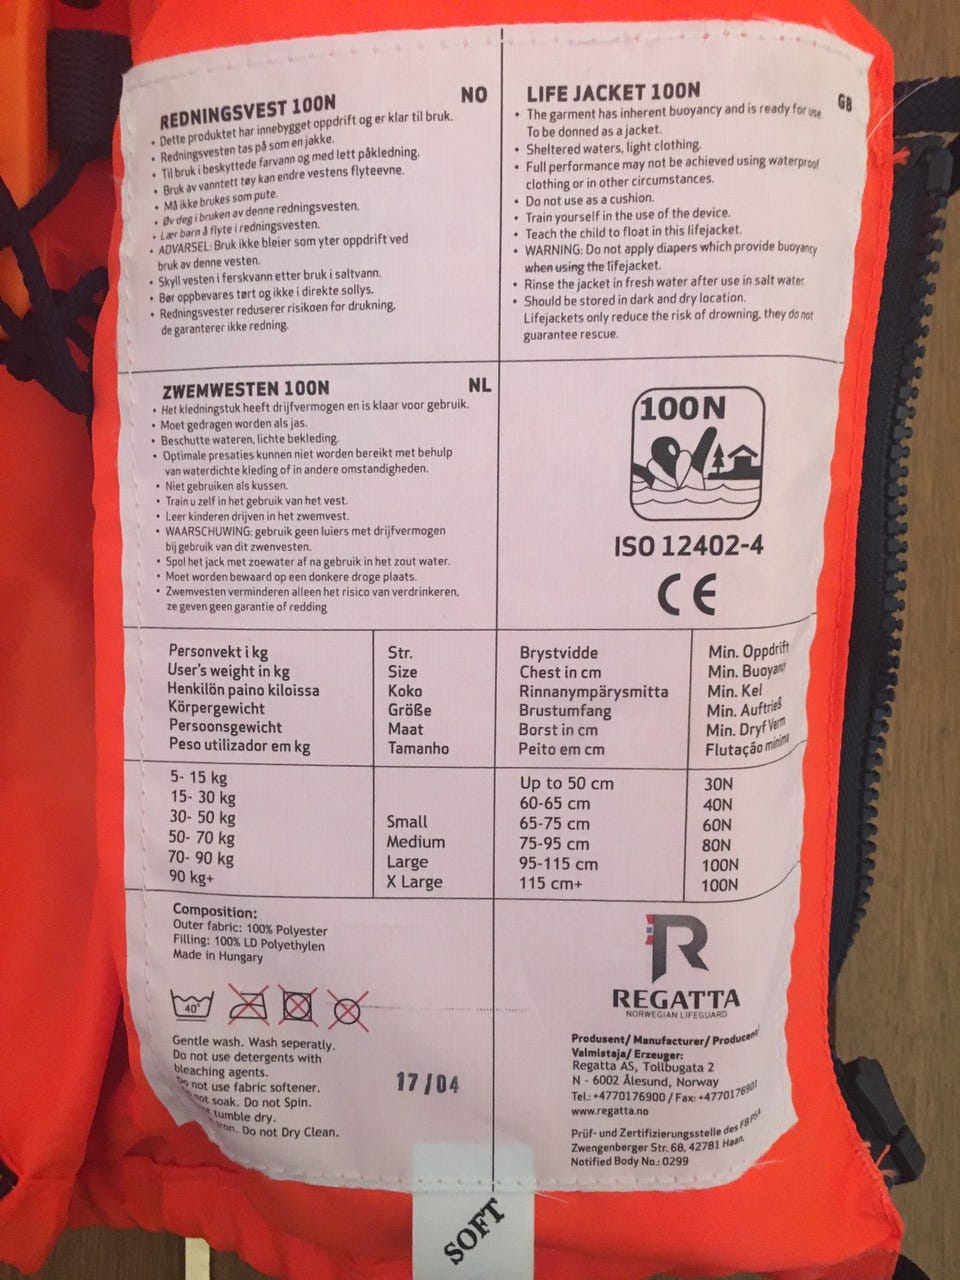 REDNINGSVEST 100N
NO
• Dette produktet har innebygget oppdrift og er klar til bruk.
• Redningsvesten tas på som en jakke.
• Til bruk i beskyttede farvann og med lett påkledning.
• Bruk av vanntett tøy kan endre vestens flyteevne.
• Må ikke brukes som pute.
• Øv deg i bruken av denne redningsvesten.
• Lær barn å flyte i redningsvesten.
• ADVARSEL: Bruk ikke bleier som yter oppdrift ved
bruk av denne vesten.
• Skyll vesten i ferskvann etter bruk i saltvann.
• Bør oppbevares tørt og ikke i direkte sollys.
• Redningsvester reduserer risikoen for drukning,
de garanterer ikke redning.
LIFE JACKET 100N
GB
• The garment has inherent buoyancy and is ready for use.
To be donned as a jacket.
• Sheltered waters, light clothing.
• Full performance may not be achieved using waterproof
clothing or in other circumstances.
• Do not use as a cushion.
• Train yourself in the use of the device.
• Teach the child to float in this lifejacket.
• WARNING: Do not apply diapers which provide buoyancy
when using the lifejacket.
• Rinse the jacket in fresh water after use in salt water.
• Should be stored in dark and dry location.
Lifejackets only reduce the risk of drowning, they do not
guarantee rescue.
ZWEMWESTEN 100N
NL
• Het kledningstuk heeft drijfvermogen en is klaar voor gebruik.
• Moet gedragen worden als jas.
• Beschutte wateren, lichte bekleding.
• Optimale presaties kunnen niet worden bereikt met behulp
van waterdichte kleding of in andere omstandigheden.
• Niet gebruiken als kussen.
• Train u zelf in het gebruik van het vest.
• Leer kinderen drijven in het zwemvest.
• WAARSCHUWING: gebruik geen luiers met drijfvermogen
bij gebruik van dit zwenvesten.
• Spol het jack met zoewater af na gebruik in het zout water.
• Moet worden bewaard op een donkere droge plaats.
• Zwemvesten verminderen alleen het risico van verdrinkeren,
ze geven geen garantie of redding
100N
ISO 12402-4
CE
Personvekt i kg Str. Brystvidde Min. Oppdrift
User's weight in kg Size Chest in cm Min. Buoyancy
Henkilön paino kiloissa Koko Rinnanympärysmitta Min. Kel
Körpergewicht Größe Brustumfang Min. Auftrieß
Persoonsgewicht Maat Borst in cm Min. Dryf Verm
Peso utilizador em kg Tamanho Peito em cm Flutação mínima
5- 15 kg Up to 50 cm 30N
15- 30 kg 60-65 cm 40N
30- 50 kg Small 65-75 cm 60N
50- 70 kg Medium 75-95 cm 80N
70- 90 kg Large 95-115 cm 100N
90 kg+ X Large 115 cm+ 100N
Composition:
Outer fabric: 100% Polyester
Filling: 100% LD Polyethylen
Made in Hungary
40°
Gentle wash. Wash seperatly.
Do not use detergents with
bleaching agents.
Do not use fabric softener.
not soak. Do not Spin.
tumble dry.
iron. Do not Dry Clean.
17/04
R
REGATTA
NORWEGIAN LIFEGUARD
Produsent/ Manufacturer/ Producent/
Valmistaja/ Erzeuger:
Regatta AS, Tollbugata 2
N - 6002 Ålesund, Norway
Tel.: +4770176900 / Fax: +4770176901
www.regatta.no
Prüf- und Zertifizierungsstelle des FB PSA
Zwengenberger Str. 68, 42781 Haan.
Notified Body No.: 0299
SOFT